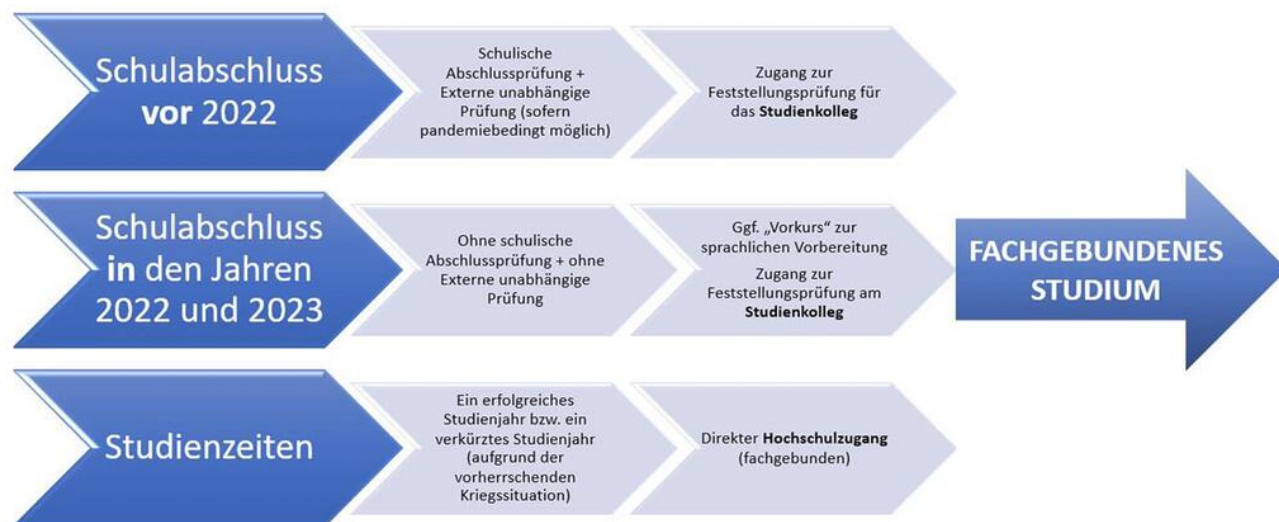 Schulabschluss
vor 2022
Schulische
Abschlussprüfung +
Externe unabhängige
Prüfung (sofern
pandemiebedingt möglich)
Zugang zur
Feststellungsprüfung für
das Studienkolleg
Schulabschluss
in den Jahren
2022 und 2023
Ohne schulische
Abschlussprüfung + ohne
Externe unabhängige
Prüfung
Ggf. „Vorkurs“ zur
sprachlichen Vorbereitung
Zugang zur
Feststellungsprüfung am
Studienkolleg
Studienzeiten
Ein erfolgreiches
Studienjahr bzw. ein
verkürztes Studienjahr
(aufgrund der
vorherrschenden
Kriegssituation)
Direkter Hochschulzugang
(fachgebunden)
FACHGEBUNDENES
STUDIUM